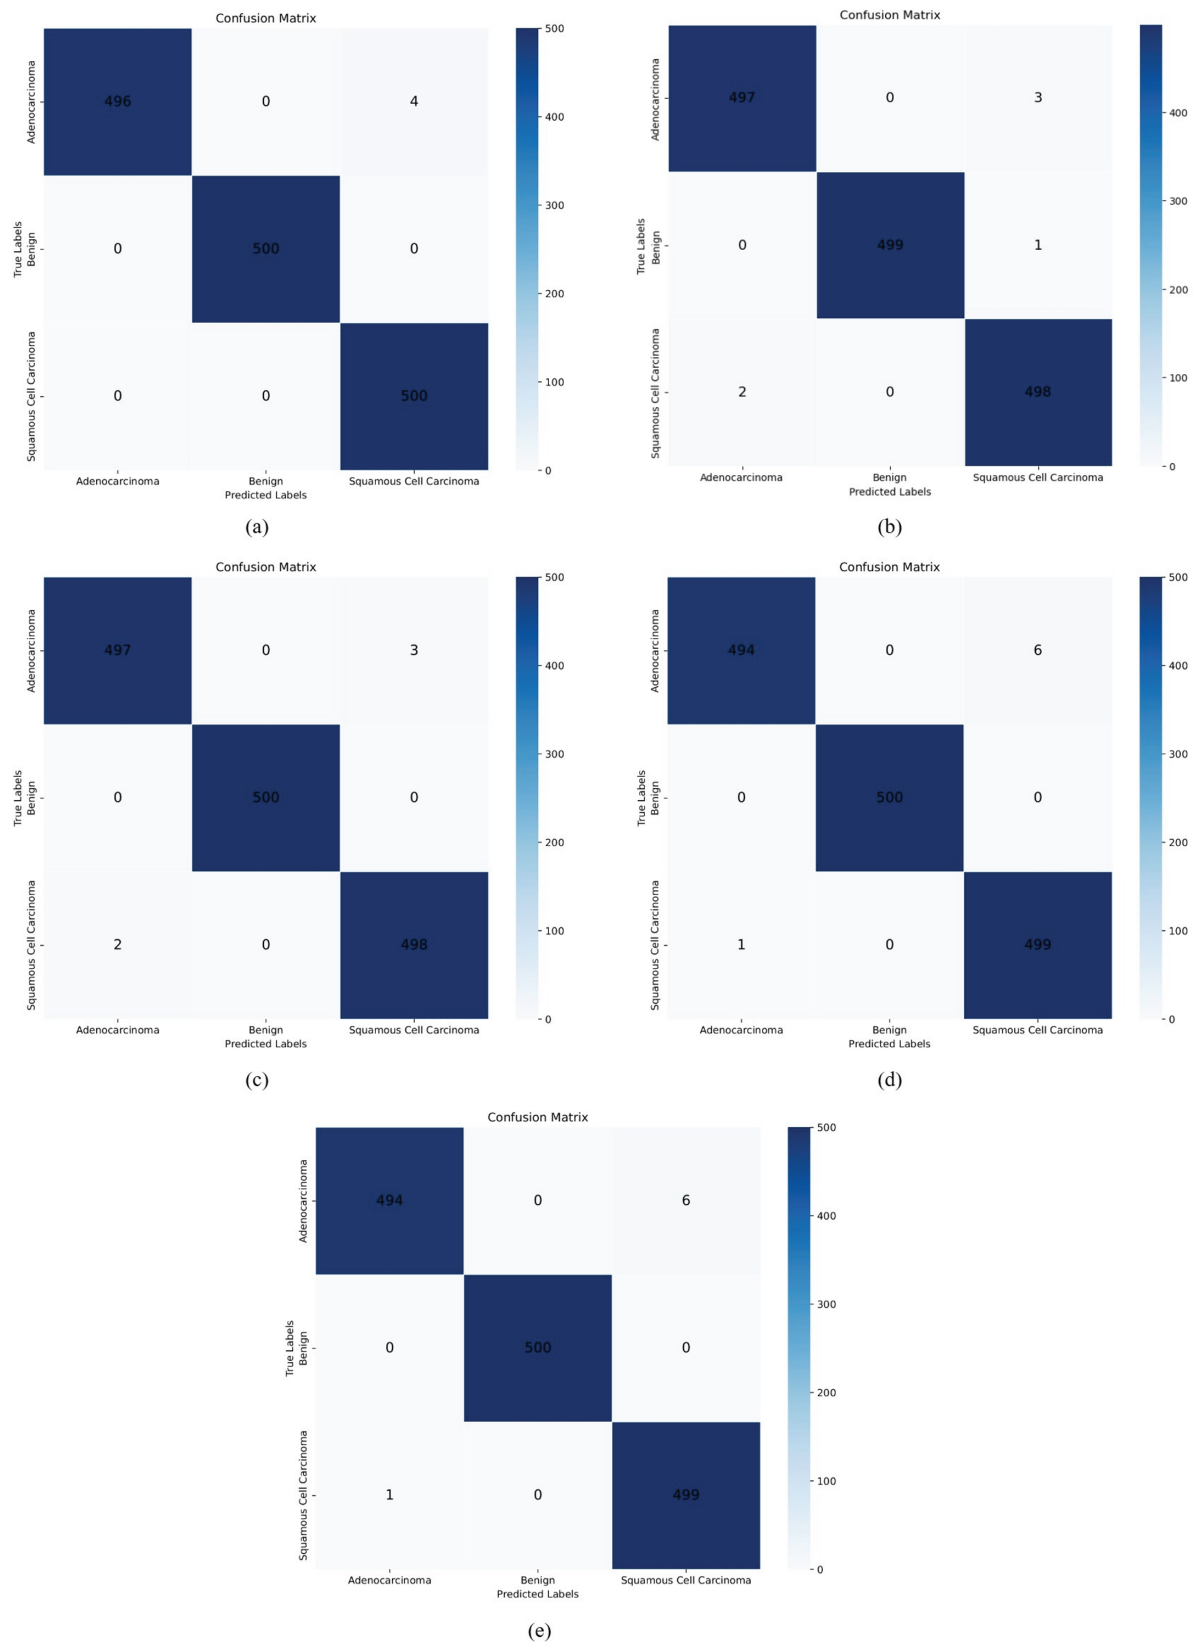 Confusion Matrix
Adenocarcinoma
496 0 4
500
400
True Labels
Benign
0 500 0
300
200
Squamous Cell Carcinoma
0 0 500
100
0
Adenocarcinoma Benign Squamous Cell Carcinoma
Predicted Labels
(a)
Confusion Matrix
Adenocarcinoma
497 0 3
400
True Labels
Benign
0 499 1
300
200
Squamous Cell Carcinoma
2 0 498
100
0
Adenocarcinoma Benign Squamous Cell Carcinoma
Predicted Labels
(b)
Confusion Matrix
Adenocarcinoma
497 0 3
500
400
True Labels
Benign
0 500 0
300
200
Squamous Cell Carcinoma
2 0 498
100
0
Adenocarcinoma Benign Squamous Cell Carcinoma
Predicted Labels
(c)
Confusion Matrix
Adenocarcinoma
494 0 6
500
400
True Labels
Benign
0 500 0
300
200
Squamous Cell Carcinoma
1 0 499
100
0
Adenocarcinoma Benign Squamous Cell Carcinoma
Predicted Labels
(d)
Confusion Matrix
Adenocarcinoma
494 0 6
500
400
True Labels
Benign
0 500 0
300
200
Squamous Cell Carcinoma
1 0 499
100
0
Adenocarcinoma Benign Squamous Cell Carcinoma
Predicted Labels
(e)